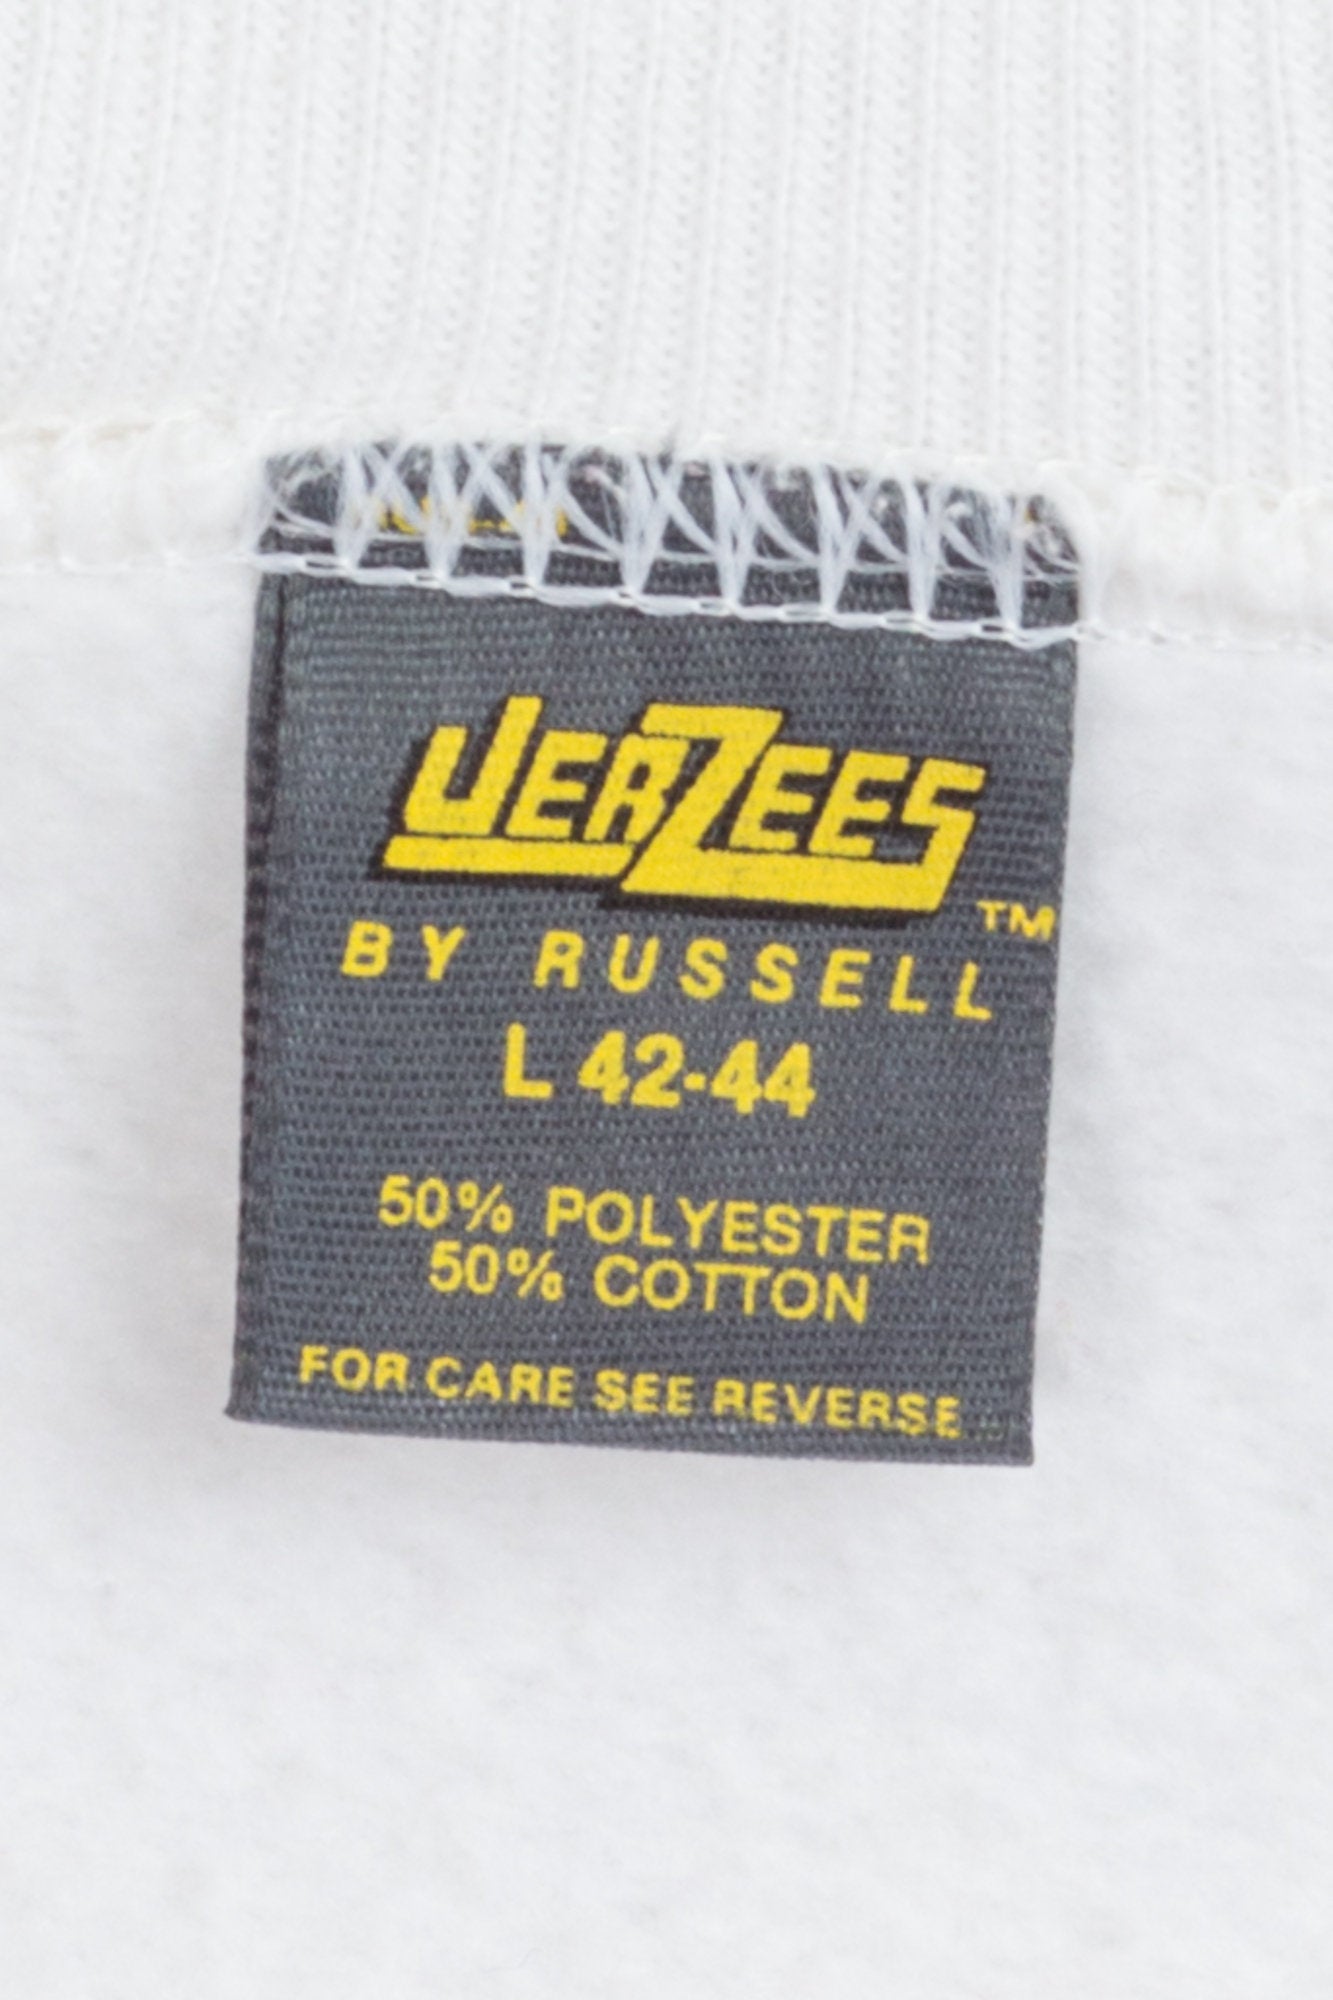 JERZEES
TM
BY RUSSELL
L 42-44
50% POLYESTER
50% COTTON
FOR CARE SEE REVERSE